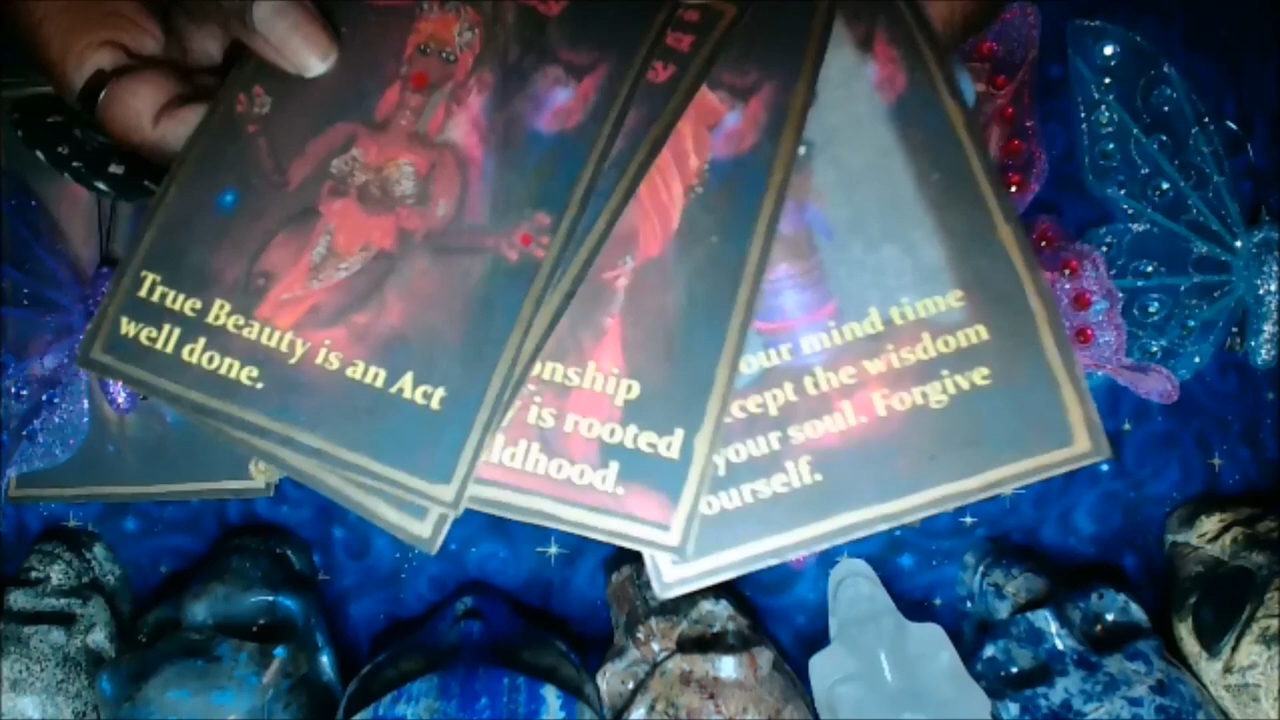 True Beauty is an Act
well done.
onship
is rooted
ldhood.
our mind time
cept the wisdom
your soul. Forgive
ourself.